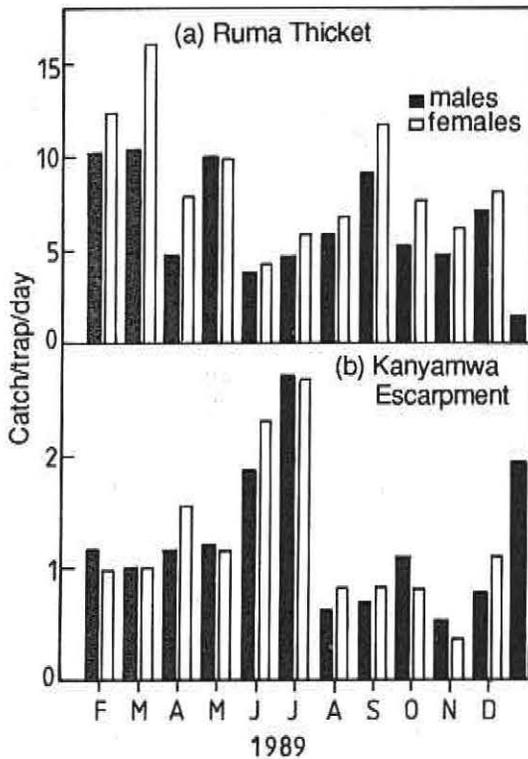 (a) Ruma Thicket
males
females
15
10
5
0
Catch/trap/day
(b) Kanyamwa
Escarpment
2
1
0
F M A M J J A S O N D
1989